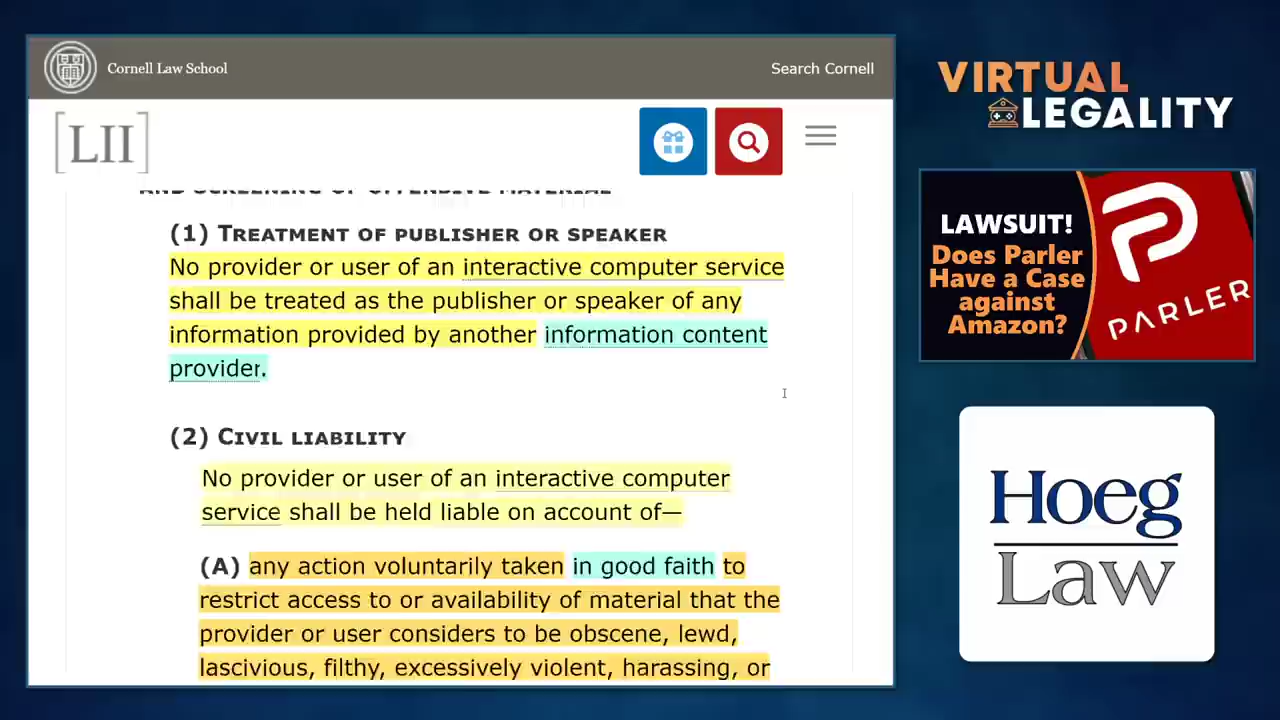 Cornell Law School
Search Cornell
[LII]
AND SCREENING OF OFFENSIVE MATERIAL
(1) TREATMENT OF PUBLISHER OR SPEAKER
No provider or user of an interactive computer service
shall be treated as the publisher or speaker of any
information provided by another information content
provider.
(2) CIVIL LIABILITY
No provider or user of an interactive computer
service shall be held liable on account of—
(A) any action voluntarily taken in good faith to
restrict access to or availability of material that the
provider or user considers to be obscene, lewd,
lascivious, filthy, excessively violent, harassing, or
VIRTUAL
LEGALITY
LAWSUIT!
Does Parler
Have a Case
against
Amazon?
PARLER
Hoeg
Law